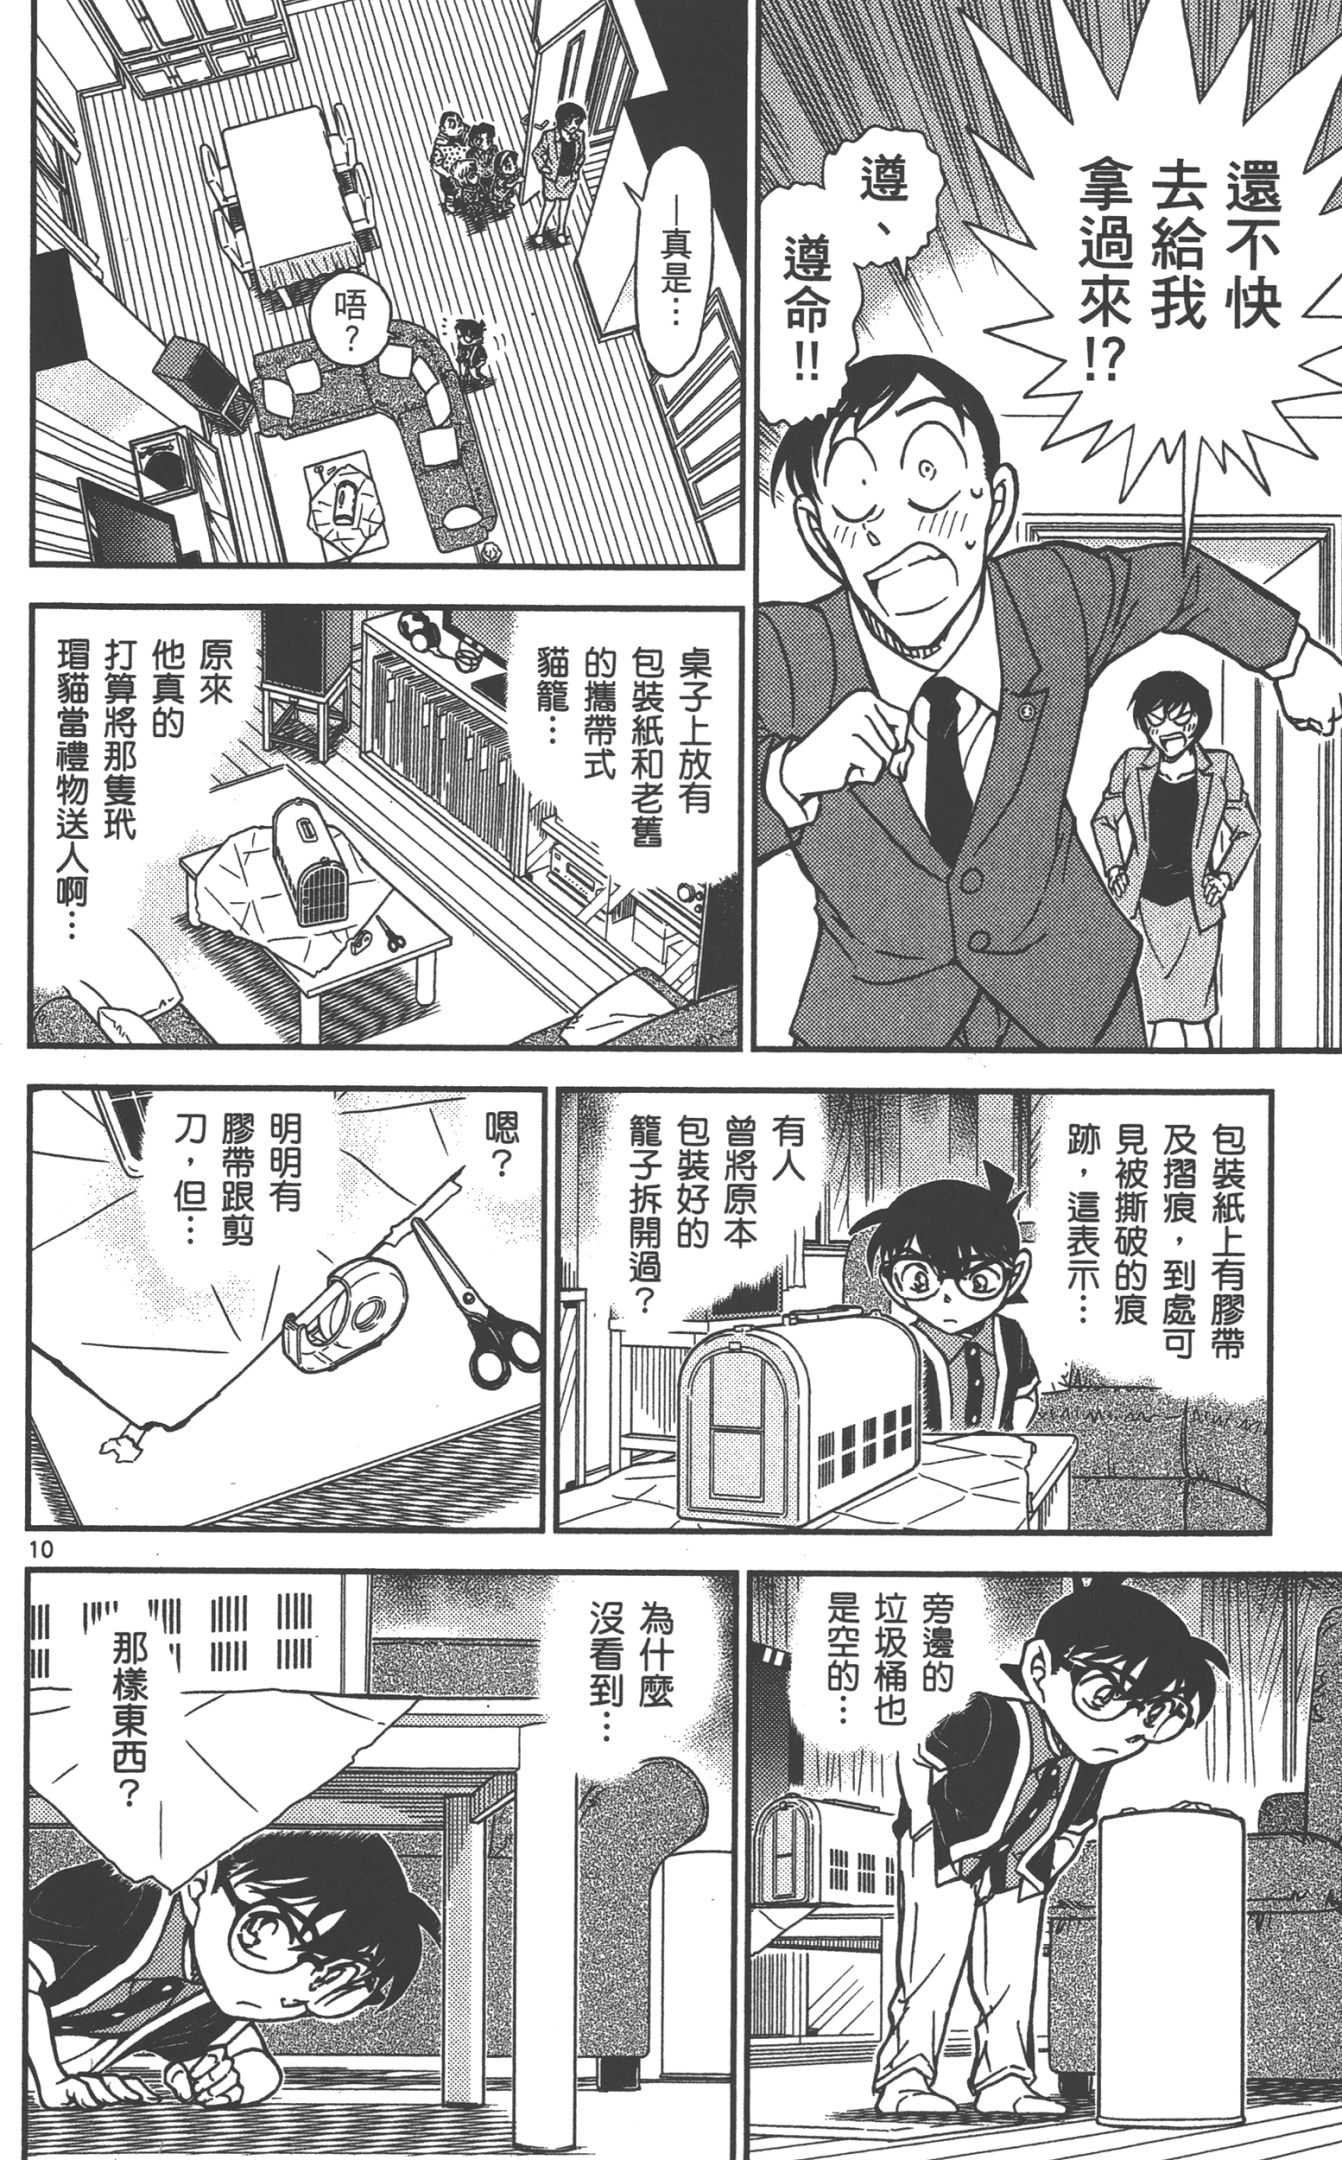 還不快
去給我
拿過來!?
遵、
遵命!!
—真是…
唔?
桌子上放有
包裝紙和老舊
的攜帶式
貓籠…
原來
他真的
打算將那隻玳
瑁貓當禮物送人啊…
包裝紙上有膠帶
及摺痕，到處可
見被撕破的痕
跡，這表示…
有人
曾將原本
包裝好的
籠子拆開過?
嗯?
明明有
膠帶跟剪
刀，但…
10
旁邊的
垃圾桶也
是空的…
為什麼
沒看到…
那樣東西?